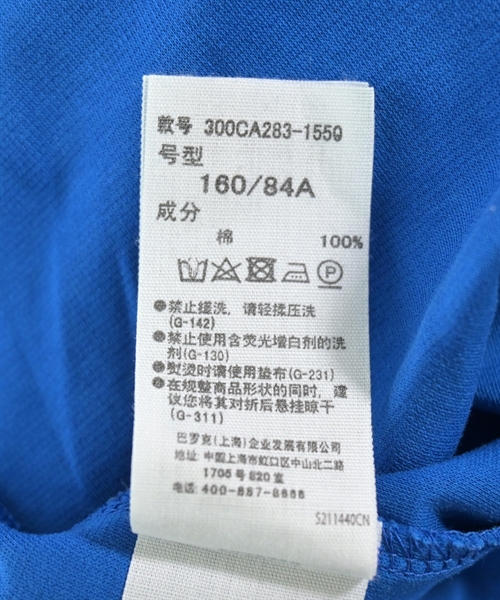 款号 300CA283-1550
号型
160/84A
成分
棉 100%
P
●禁止缓洗, 请轻揉压洗
(G-142)
●禁止使用含荧光增白剂的洗
剂(G-130)
●熨烫时请使用垫布(G-231)
●在规整商品形状的同时, 建
议您将其对折后悬挂晾干
(G-311)
巴罗克(上海)企业发展有限公司
地址: 中国上海市虹口区中山北二路
1705号820室
电话: 400-887-8666
S211440CN